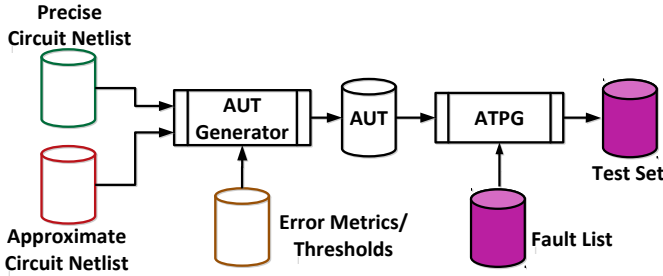 Precise
Circuit Netlist
AUT
Generator
AUT
ATPG
Test Set
Approximate
Circuit Netlist
Error Metrics/
Thresholds
Fault List